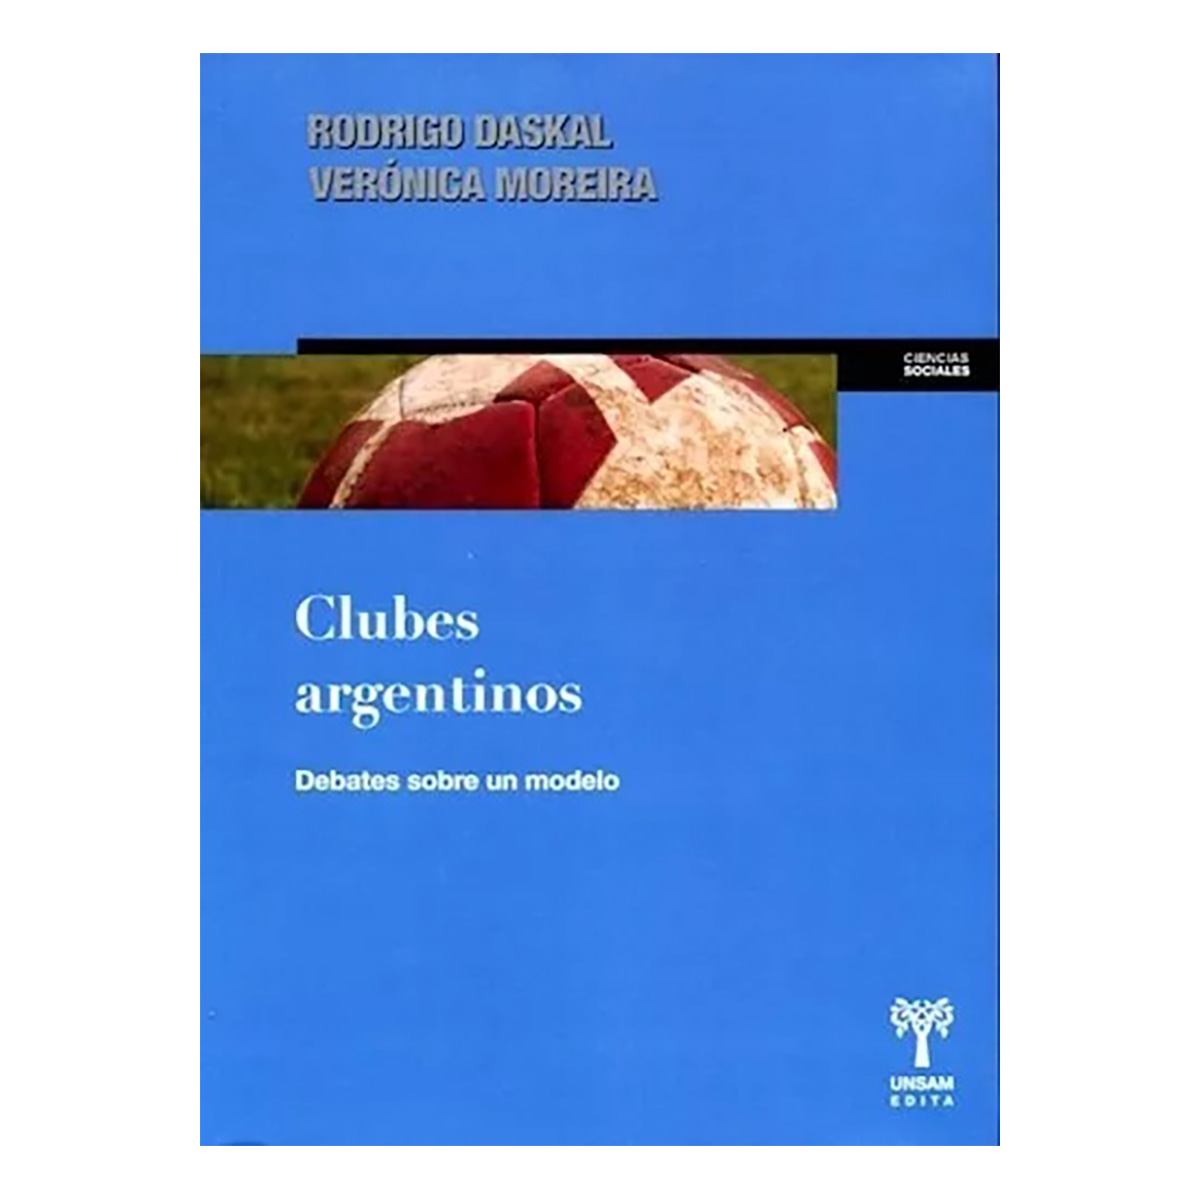 RODRIGO DASKAL
VERÓNICA MOREIRA
CIENCIAS
SOCIALES
Clubes
argentinos
Debates sobre un modelo
UNSAM
EDITA